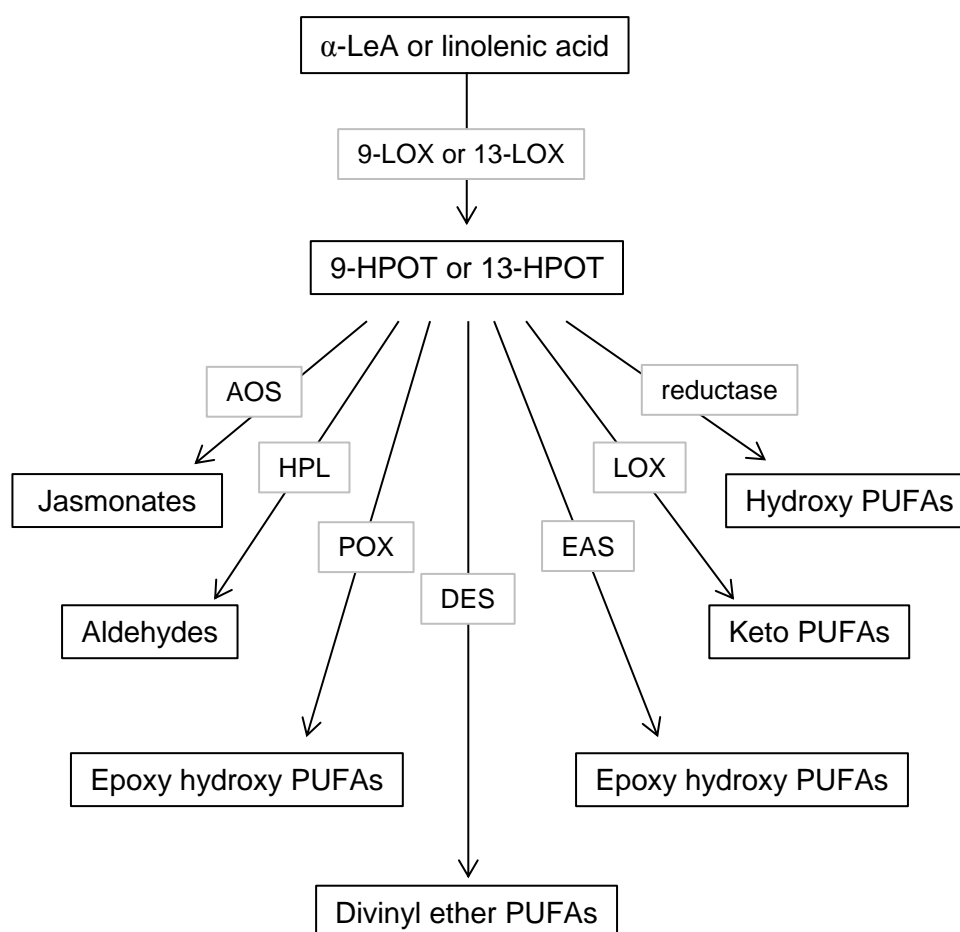 α-LeA or linolenic acid
9-LOX or 13-LOX
9-HPOT or 13-HPOT
AOS
reductase
HPL
LOX
Jasmonates
Hydroxy PUFAs
POX
EAS
DES
Aldehydes
Keto PUFAs
Epoxy hydroxy PUFAs
Epoxy hydroxy PUFAs
Divinyl ether PUFAs